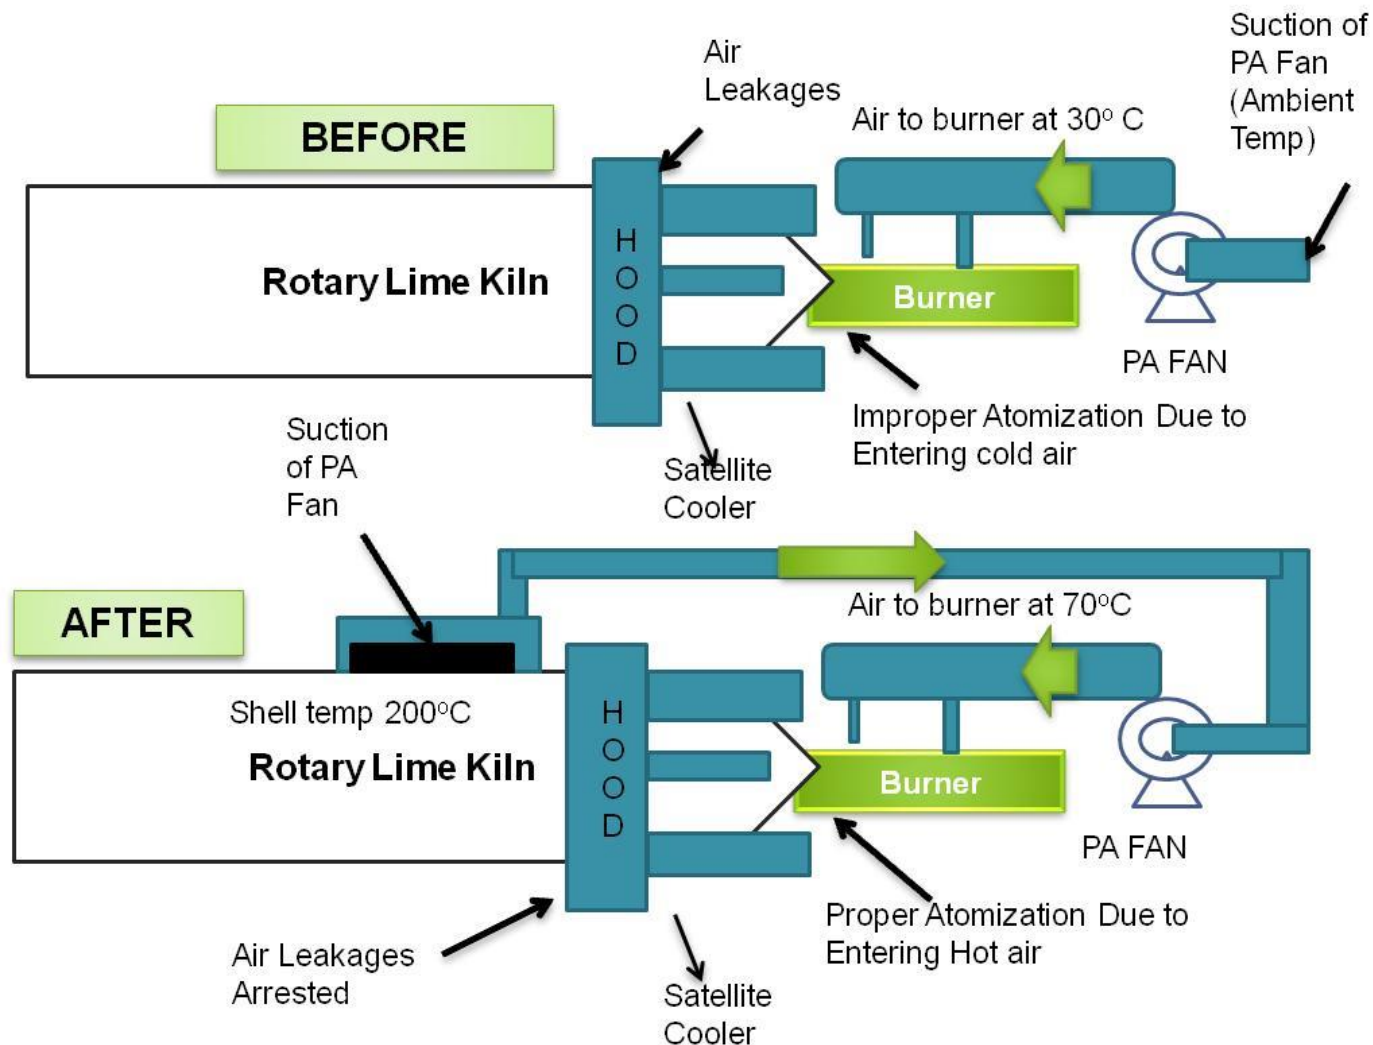 Suction of
PA Fan
(Ambient
Temp)
Air
Leakages
Air to burner at 30º C
BEFORE
H
O
O
D
Rotary Lime Kiln
Burner
PA FAN
Improper Atomization Due to
Entering cold air
Satellite
Cooler
Suction
of PA
Fan
AFTER
Air to burner at 70ºC
Shell temp 200ºC
Rotary Lime Kiln
H
O
O
D
Burner
PA FAN
Proper Atomization Due to
Entering Hot air
Air Leakages
Arrested
Satellite
Cooler